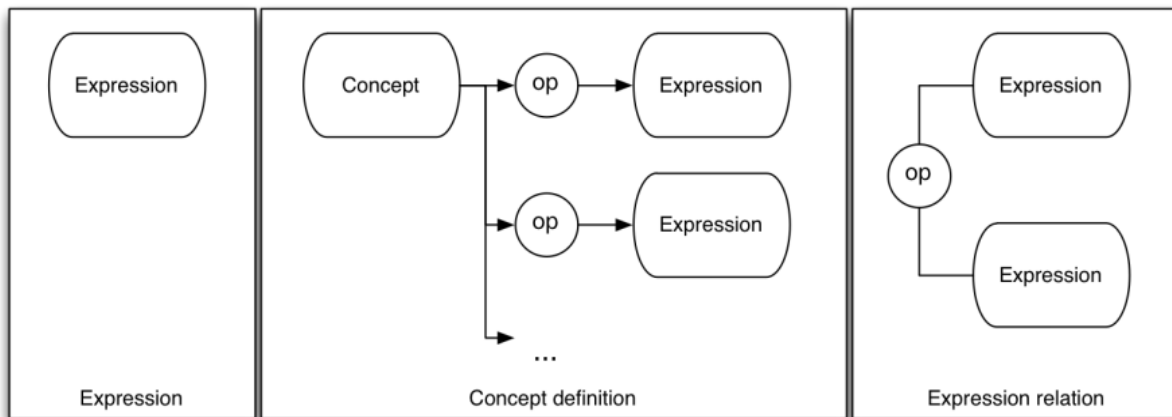 Expression
Expression
Concept
op
Expression
op
Expression
...
Concept definition
Expression
op
Expression
Expression relation